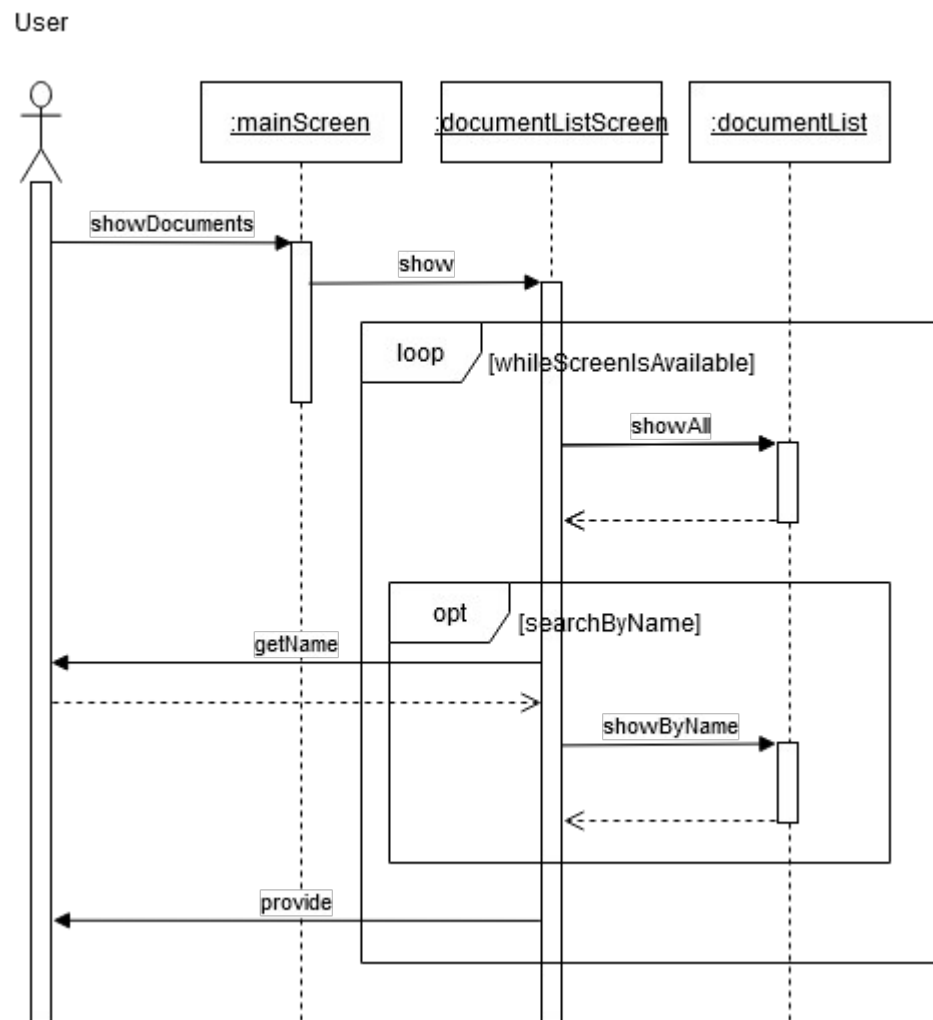 User
:mainScreen
:documentListScreen
:documentList
showDocuments
show
loop
[whileScreenIsAvailable]
showAll
opt
[searchByName]
getName
showByName
provide